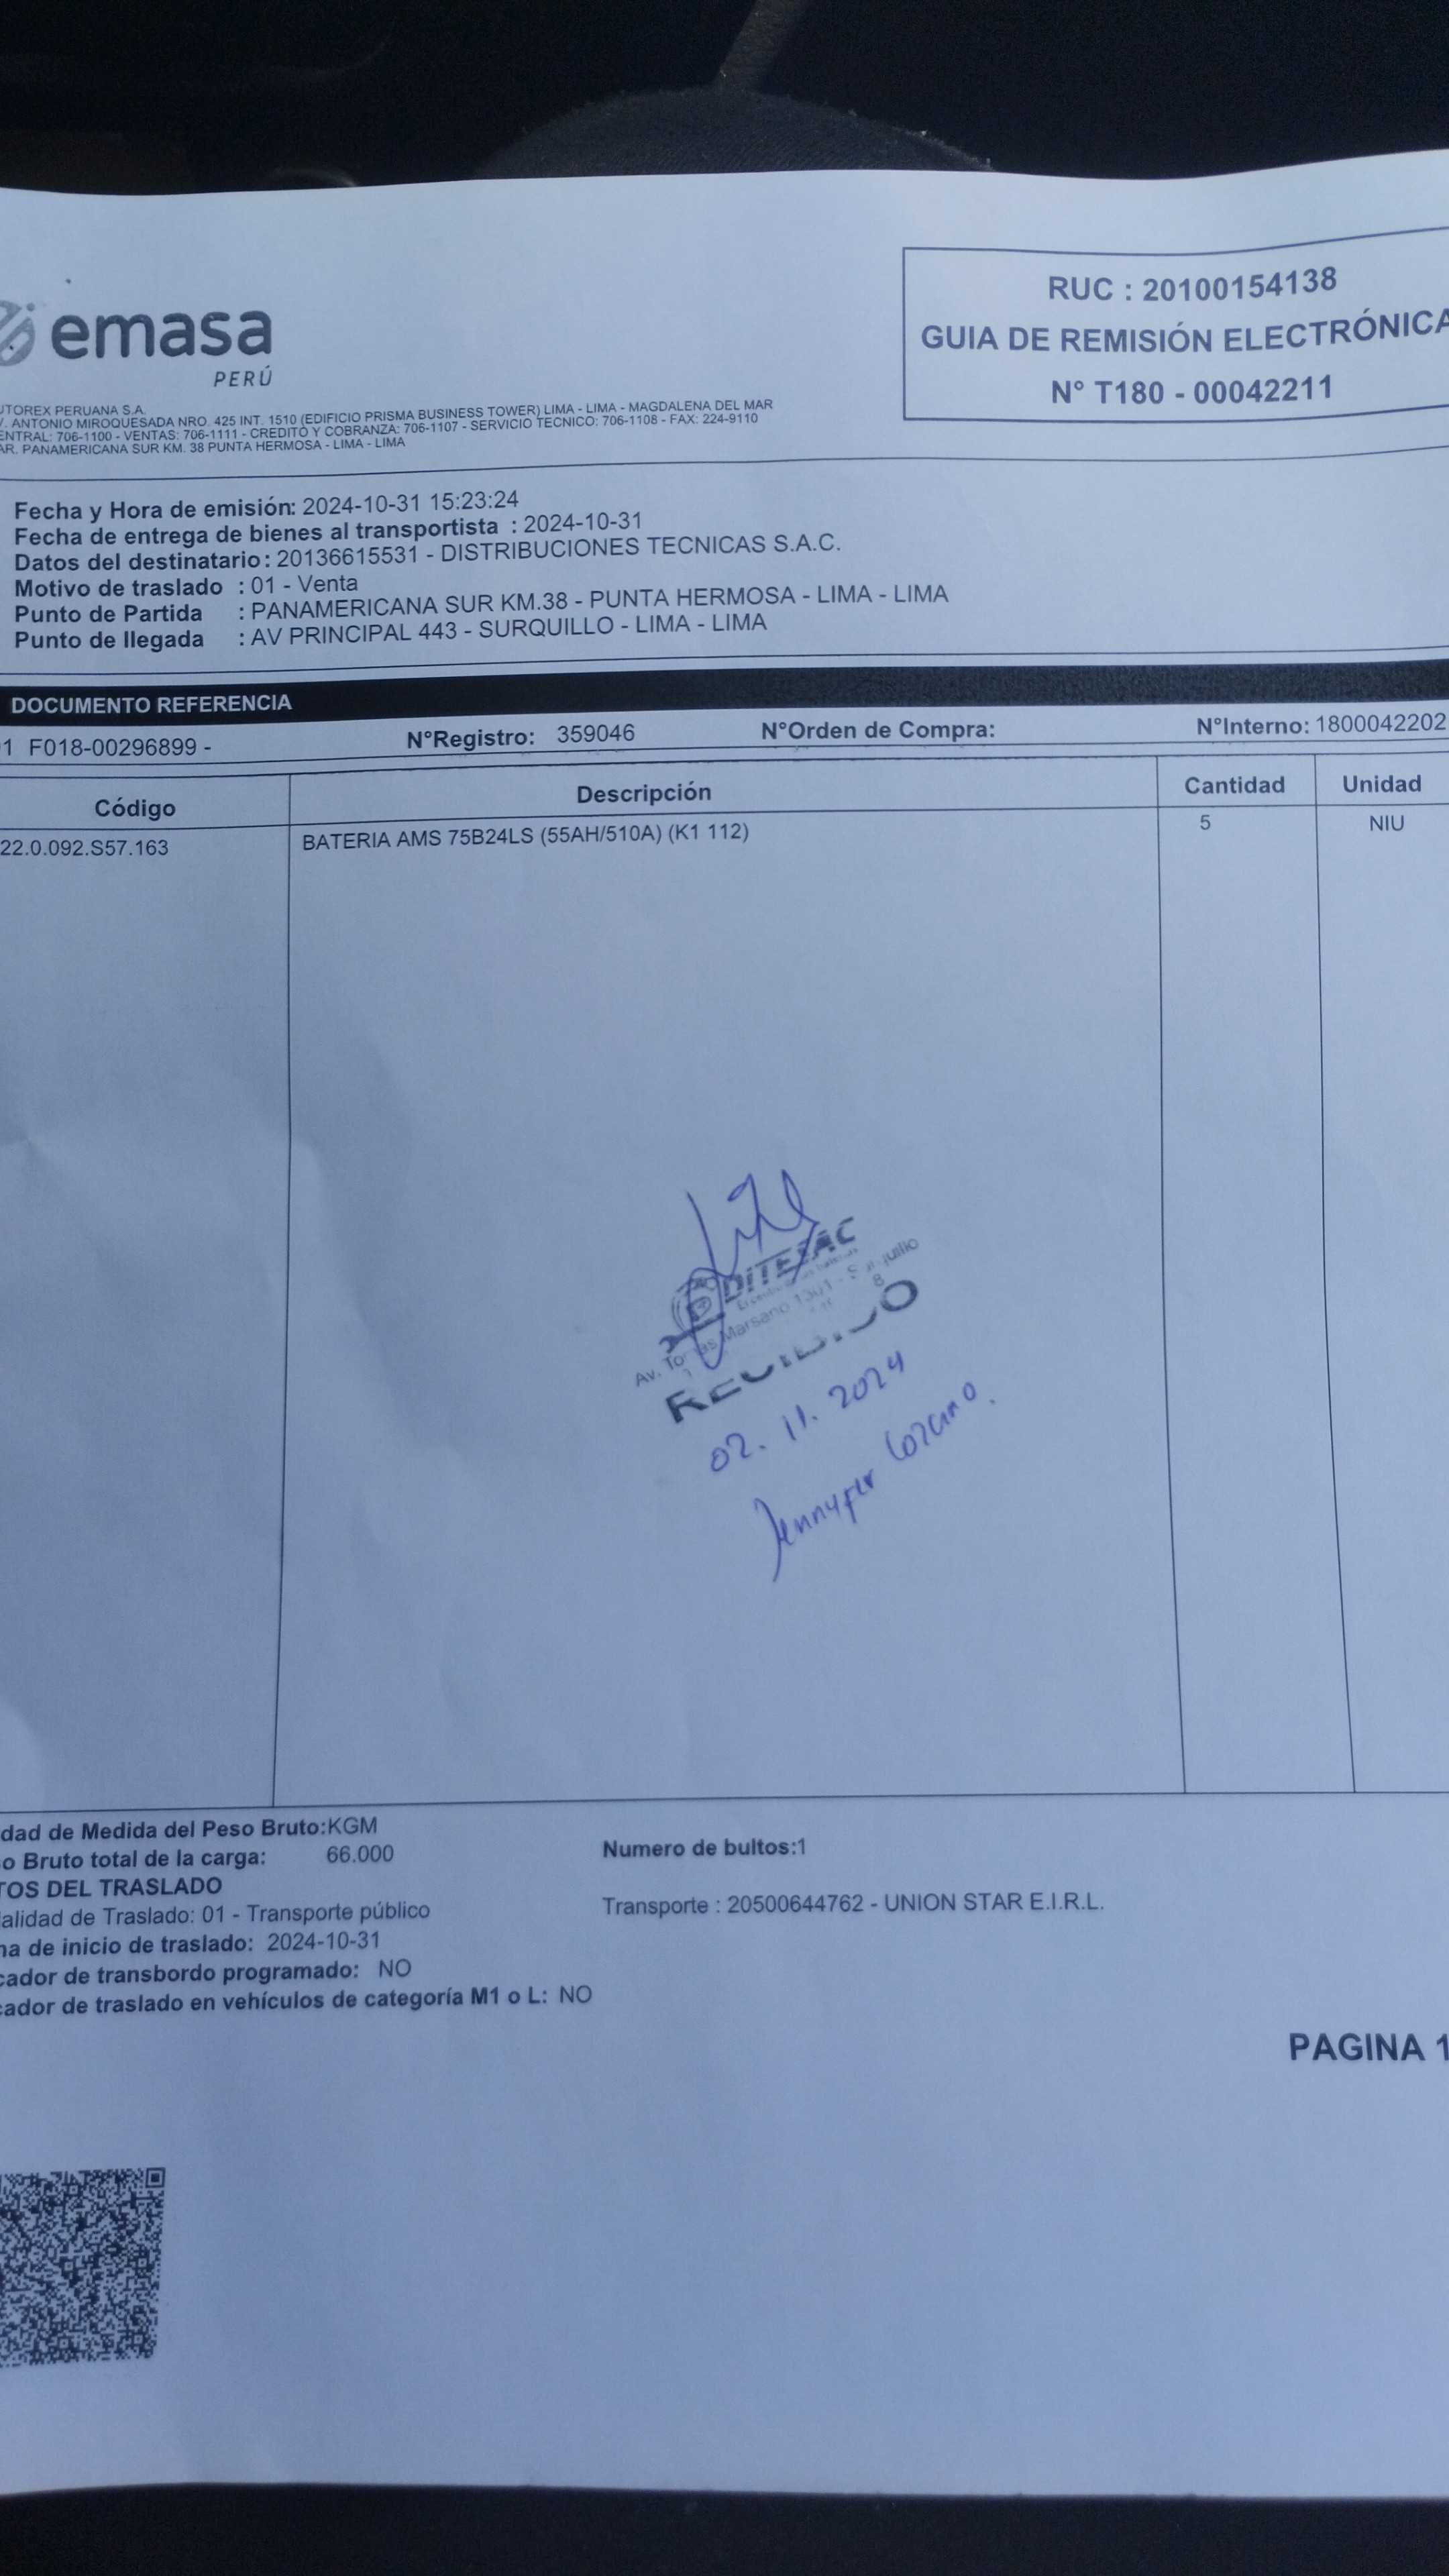 emasa
PERÚ
RUC : 20100154138
GUIA DE REMISIÓN ELECTRÓNICA
N° T180 - 00042211
UTOREX PERUANA S.A.
V. ANTONIO MIROQUESADA NRO. 425 INT. 1510 (EDIFICIO PRISMA BUSINESS TOWER) LIMA - LIMA - MAGDALENA DEL MAR
ENTRAL: 706-1100 - VENTAS: 706-1111 - CREDITO Y COBRANZA: 706-1107 - SERVICIO TECNICO: 706-1108 - FAX: 224-9110
AR. PANAMERICANA SUR KM. 38 PUNTA HERMOSA - LIMA - LIMA
Fecha y Hora de emisión: 2024-10-31 15:23:24
Fecha de entrega de bienes al transportista : 2024-10-31
Datos del destinatario : 20136615531 - DISTRIBUCIONES TECNICAS S.A.C.
Motivo de traslado : 01 - Venta
Punto de Partida : PANAMERICANA SUR KM.38 - PUNTA HERMOSA - LIMA - LIMA
Punto de llegada : AV PRINCIPAL 443 - SURQUILLO - LIMA - LIMA
DOCUMENTO REFERENCIA
1 F018-00296899 - N°Registro: 359046 N°Orden de Compra: N°Interno: 1800042202
Código Descripción Cantidad Unidad
22.0.092.S57.163 BATERIA AMS 75B24LS (55AH/510A) (K1 112) 5 NIU
DITESAC
Av. Tomas Marsano 1301 - Surquillo
RECIBIDO
02. 11. 2024
Jennyfer Lozano.
dad de Medida del Peso Bruto:KGM
o Bruto total de la carga: 66.000 Numero de bultos:1
TOS DEL TRASLADO
alidad de Traslado: 01 - Transporte público Transporte : 20500644762 - UNION STAR E.I.R.L.
ha de inicio de traslado: 2024-10-31
cador de transbordo programado: NO
cador de traslado en vehículos de categoría M1 o L: NO
PAGINA 1